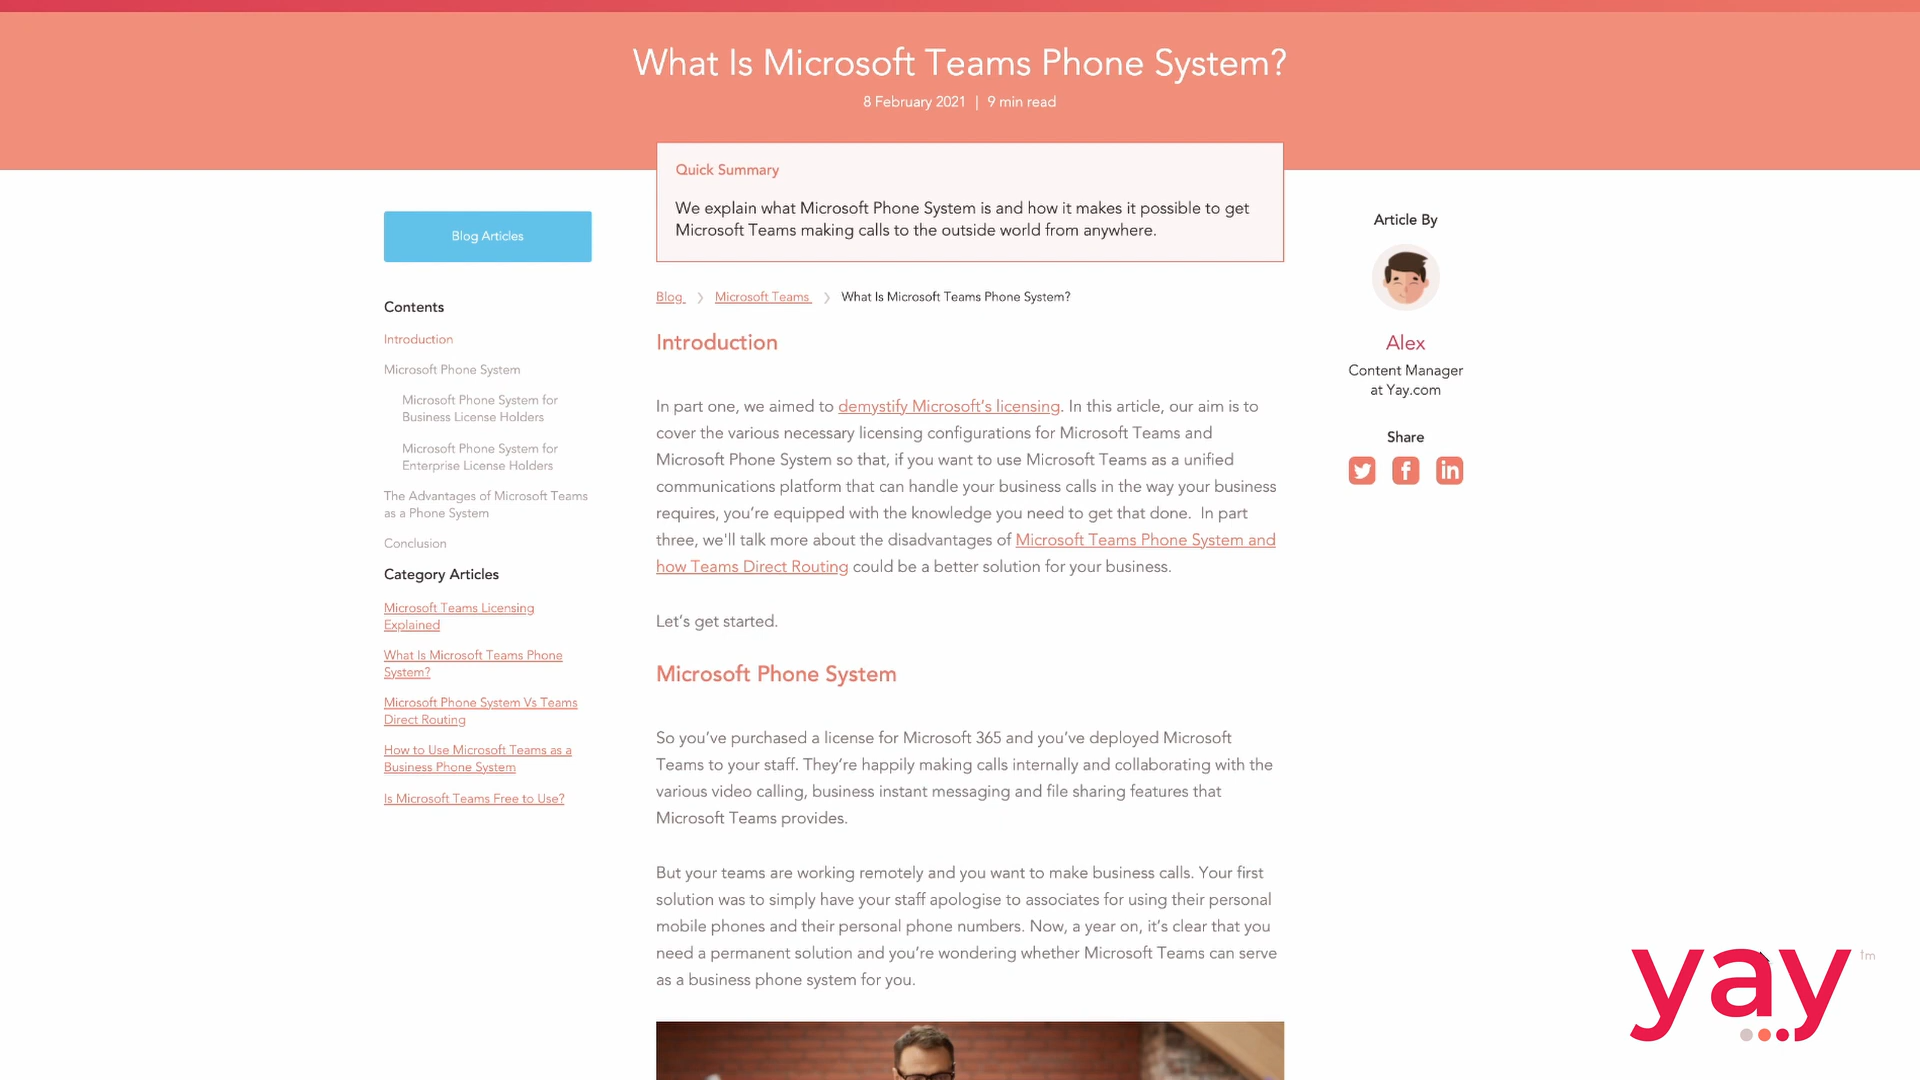 What Is Microsoft Teams Phone System?
8 February 2021 | 9 min read
Quick Summary
We explain what Microsoft Phone System is and how it makes it possible to get
Microsoft Teams making calls to the outside world from anywhere.
Blog Articles
Contents
Introduction
Microsoft Phone System
Microsoft Phone System for
Business License Holders
Microsoft Phone System for
Enterprise License Holders
The Advantages of Microsoft Teams
as a Phone System
Conclusion
Category Articles
Microsoft Teams Licensing
Explained
What Is Microsoft Teams Phone
System?
Microsoft Phone System Vs Teams
Direct Routing
How to Use Microsoft Teams as a
Business Phone System
Is Microsoft Teams Free to Use?
Blog > Microsoft Teams > What Is Microsoft Teams Phone System?
Introduction
In part one, we aimed to demystify Microsoft's licensing. In this article, our aim is to
cover the various necessary licensing configurations for Microsoft Teams and
Microsoft Phone System so that, if you want to use Microsoft Teams as a unified
communications platform that can handle your business calls in the way your business
requires, you're equipped with the knowledge you need to get that done. In part
three, we'll talk more about the disadvantages of Microsoft Teams Phone System and
how Teams Direct Routing could be a better solution for your business.
Let's get started.
Microsoft Phone System
So you've purchased a license for Microsoft 365 and you've deployed Microsoft
Teams to your staff. They're happily making calls internally and collaborating with the
various video calling, business instant messaging and file sharing features that
Microsoft Teams provides.
But your teams are working remotely and you want to make business calls. Your first
solution was to simply have your staff apologise to associates for using their personal
mobile phones and their personal phone numbers. Now, a year on, it's clear that you
need a permanent solution and you're wondering whether Microsoft Teams can serve
as a business phone system for you.
Article By
Alex
Content Manager
at Yay.com
Share
yay
1m